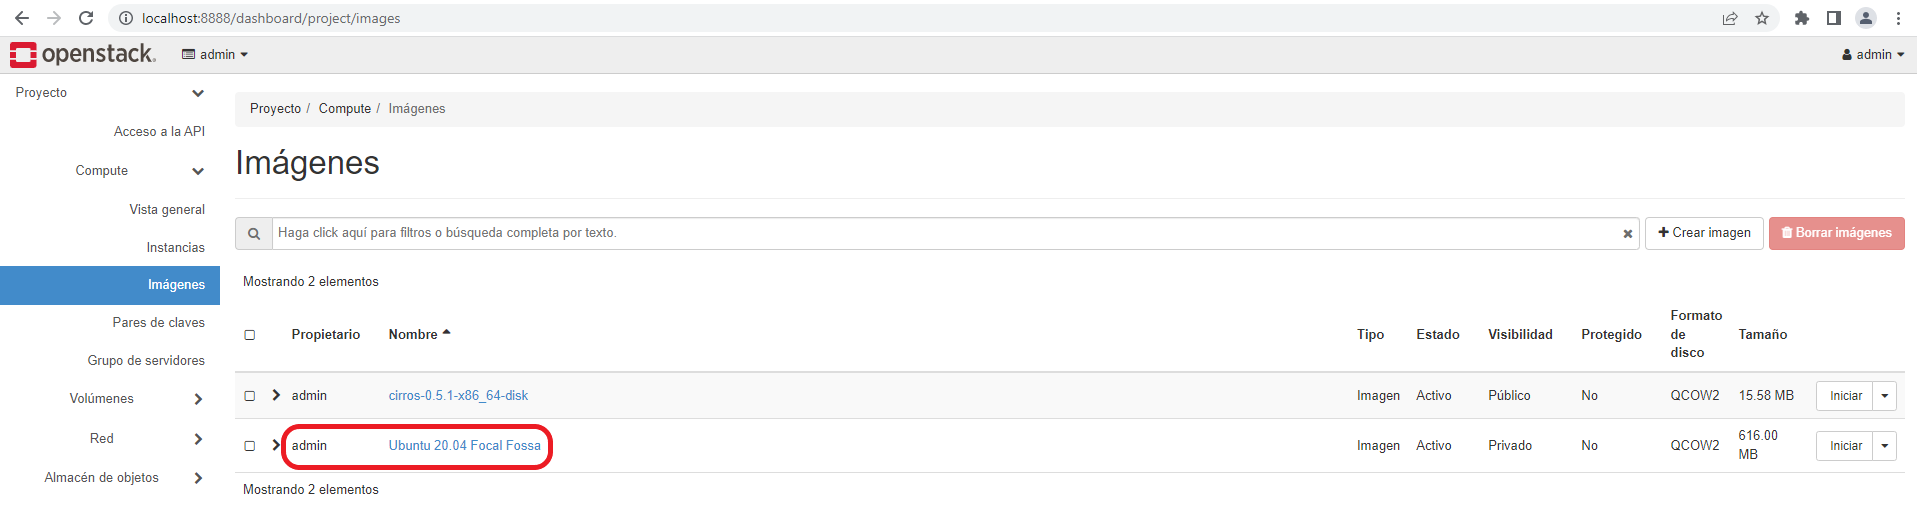 localhost:8888/dashboard/project/images
openstack.
admin
admin
Proyecto
Acceso a la API
Compute
Vista general
Instancias
Imágenes
Pares de claves
Grupo de servidores
Volúmenes
Red
Almacén de objetos
Proyecto / Compute / Imágenes
Imágenes
Haga click aquí para filtros o búsqueda completa por texto.
Crear imagen
Borrar imágenes
Mostrando 2 elementos
Propietario Nombre Tipo Estado Visibilidad Protegido Formato de disco Tamaño
admin cirros-0.5.1-x86_64-disk Imagen Activo Público No QCOW2 15.58 MB Iniciar
admin Ubuntu 20.04 Focal Fossa Imagen Activo Privado No QCOW2 616.00 MB Iniciar
Mostrando 2 elementos